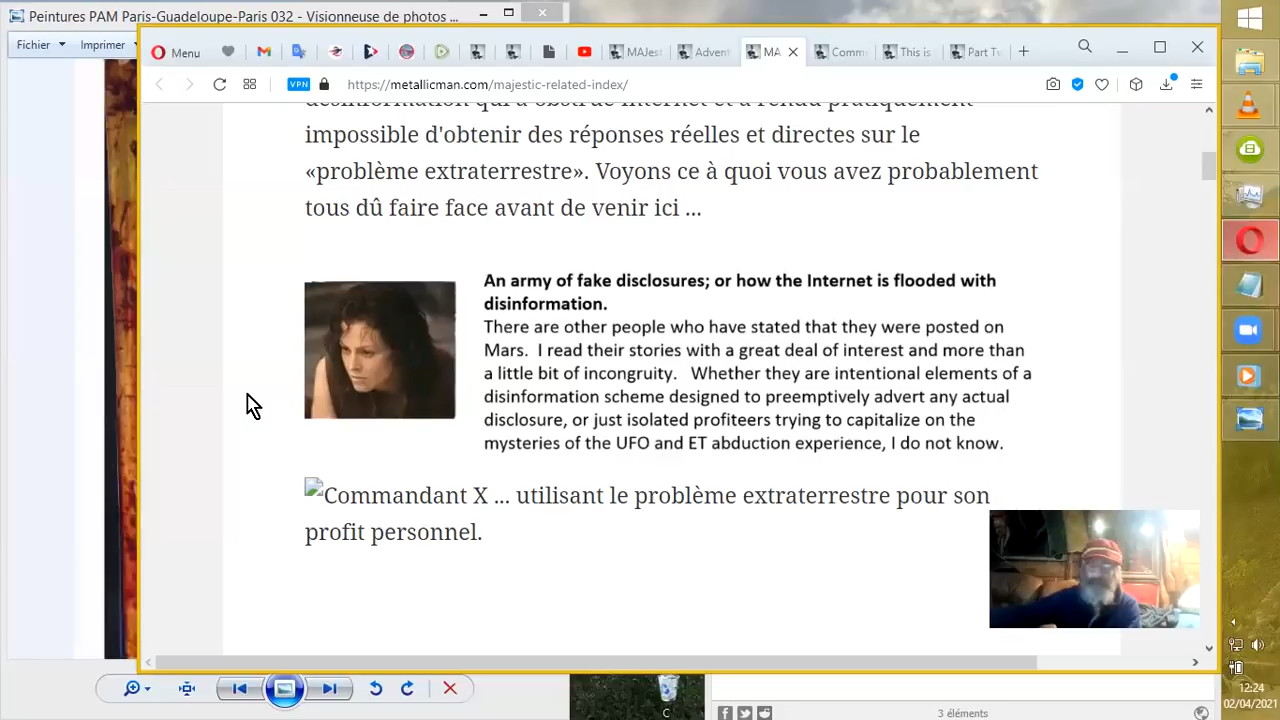 Peintures PAM Paris-Guadeloupe-Paris 032 - Visionneuse de photos ...
Fichier Imprimer
Menu
MAJest
Advent
MA
Comm
This is
Part Tv
VPN https://metallicman.com/majestic-related-index/
impossible d'obtenir des réponses réelles et directes sur le
«problème extraterrestre». Voyons ce à quoi vous avez probablement
tous dû faire face avant de venir ici ...
An army of fake disclosures; or how the Internet is flooded with
disinformation.
There are other people who have stated that they were posted on
Mars. I read their stories with a great deal of interest and more than
a little bit of incongruity. Whether they are intentional elements of a
disinformation scheme designed to preemptively advert any actual
disclosure, or just isolated profiteers trying to capitalize on the
mysteries of the UFO and ET abduction experience, I do not know.
Commandant X ... utilisant le problème extraterrestre pour son
profit personnel.
C
3 éléments
12:24
02/04/2021